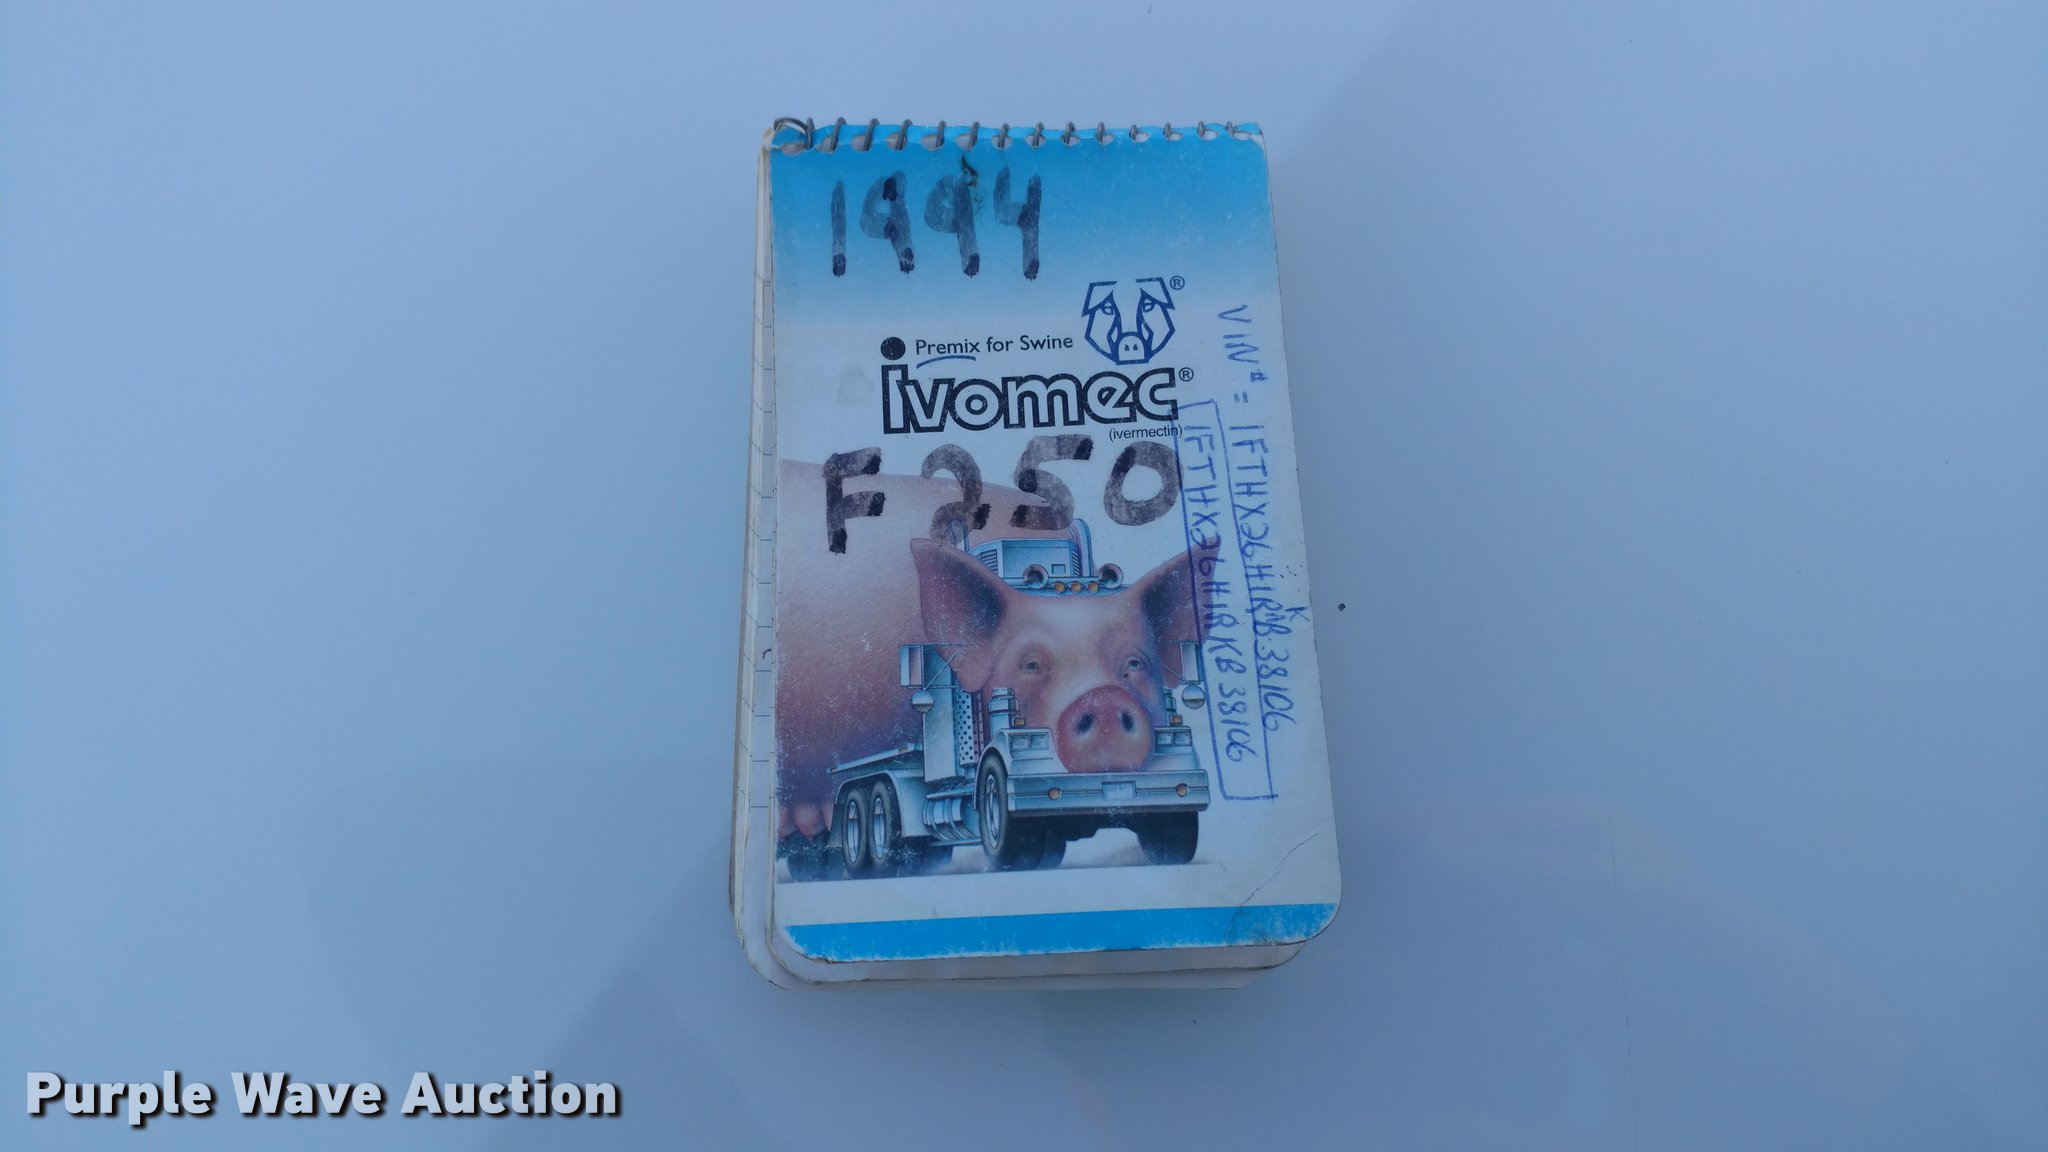 1994
Premix for Swine ®
ivomec®
(ivermectin)
F250
VIN# = 1FTHX26H1RKB38106
1FTHX26H1RKB38106
Purple Wave Auction